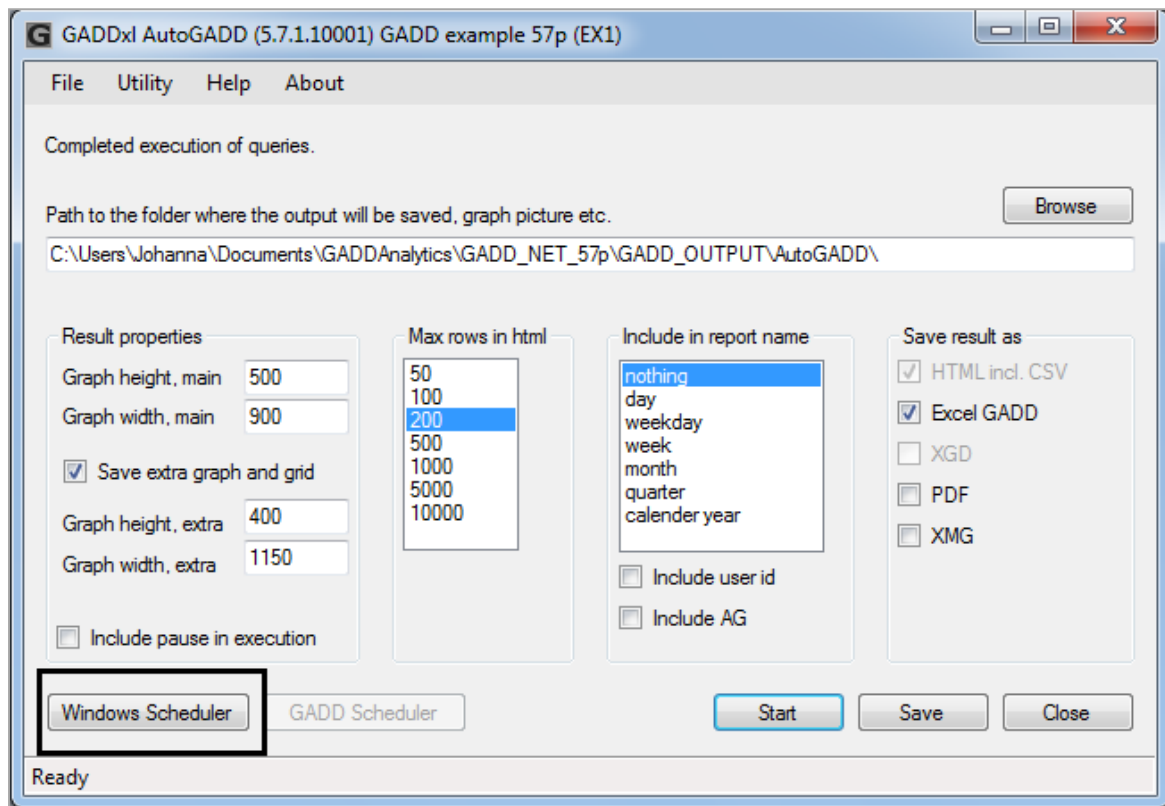 G GADDxl AutoGADD (5.7.1.10001) GADD example 57p (EX1)
File Utility Help About
Completed execution of queries.
Path to the folder where the output will be saved, graph picture etc.
Browse
C:\Users\Johanna\Documents\GADDAnalytics\GADD_NET_57p\GADD_OUTPUT\AutoGADD\
Result properties
Graph height, main 500
Graph width, main 900
Save extra graph and grid
Graph height, extra 400
Graph width, extra 1150
Include pause in execution
Max rows in html
50
100
200
500
1000
5000
10000
Include in report name
nothing
day
weekday
week
month
quarter
calender year
Include user id
Include AG
Save result as
HTML incl. CSV
Excel GADD
XGD
PDF
XMG
Windows Scheduler GADD Scheduler Start Save Close
Ready